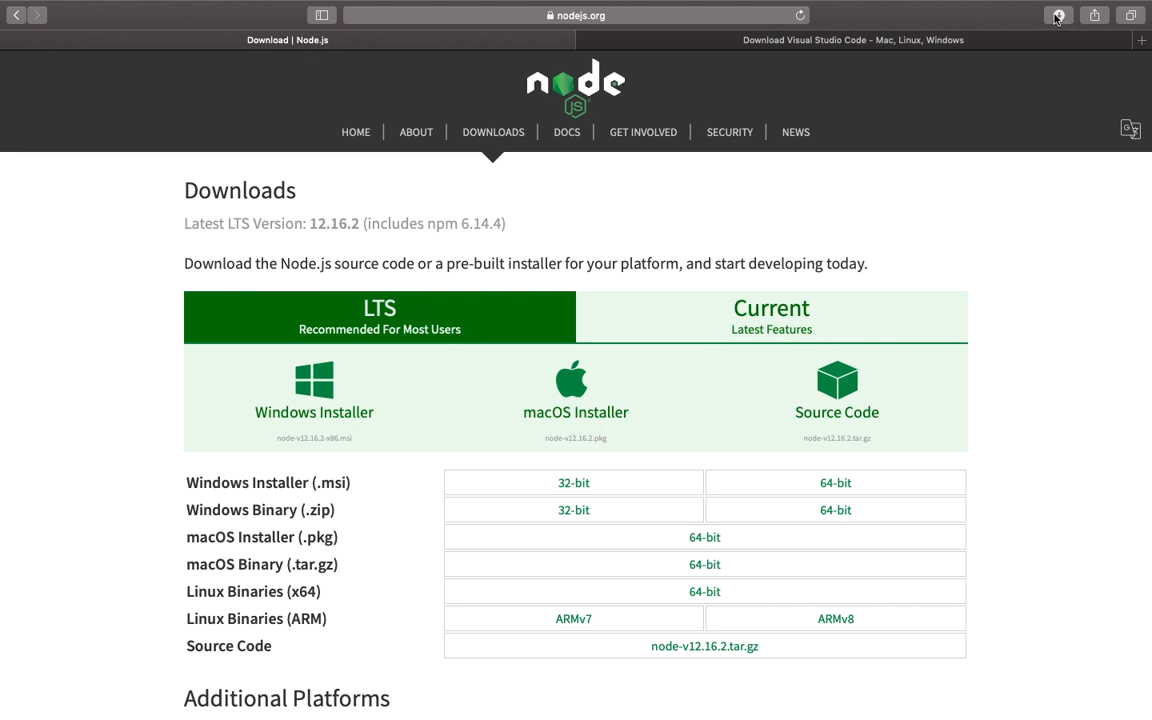 nodejs.org
Download | Node.js
Download Visual Studio Code - Mac, Linux, Windows
node
JS
HOME | ABOUT | DOWNLOADS | DOCS | GET INVOLVED | SECURITY | NEWS
Downloads
Latest LTS Version: 12.16.2 (includes npm 6.14.4)
Download the Node.js source code or a pre-built installer for your platform, and start developing today.
LTS
Recommended For Most Users
Current
Latest Features
Windows Installer
node-v12.16.2-x86.msi
macOS Installer
node-v12.16.2.pkg
Source Code
node-v12.16.2.tar.gz
Windows Installer (.msi) 32-bit 64-bit
Windows Binary (.zip) 32-bit 64-bit
macOS Installer (.pkg) 64-bit
macOS Binary (.tar.gz) 64-bit
Linux Binaries (x64) 64-bit
Linux Binaries (ARM) ARMv7 ARMv8
Source Code node-v12.16.2.tar.gz
Additional Platforms